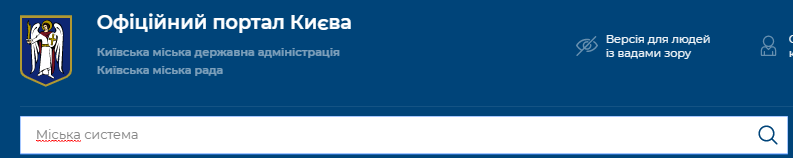 Офіційний портал Києва
Київська міська державна адміністрація
Київська міська рада
Версія для людей
із вадами зору
Міська система